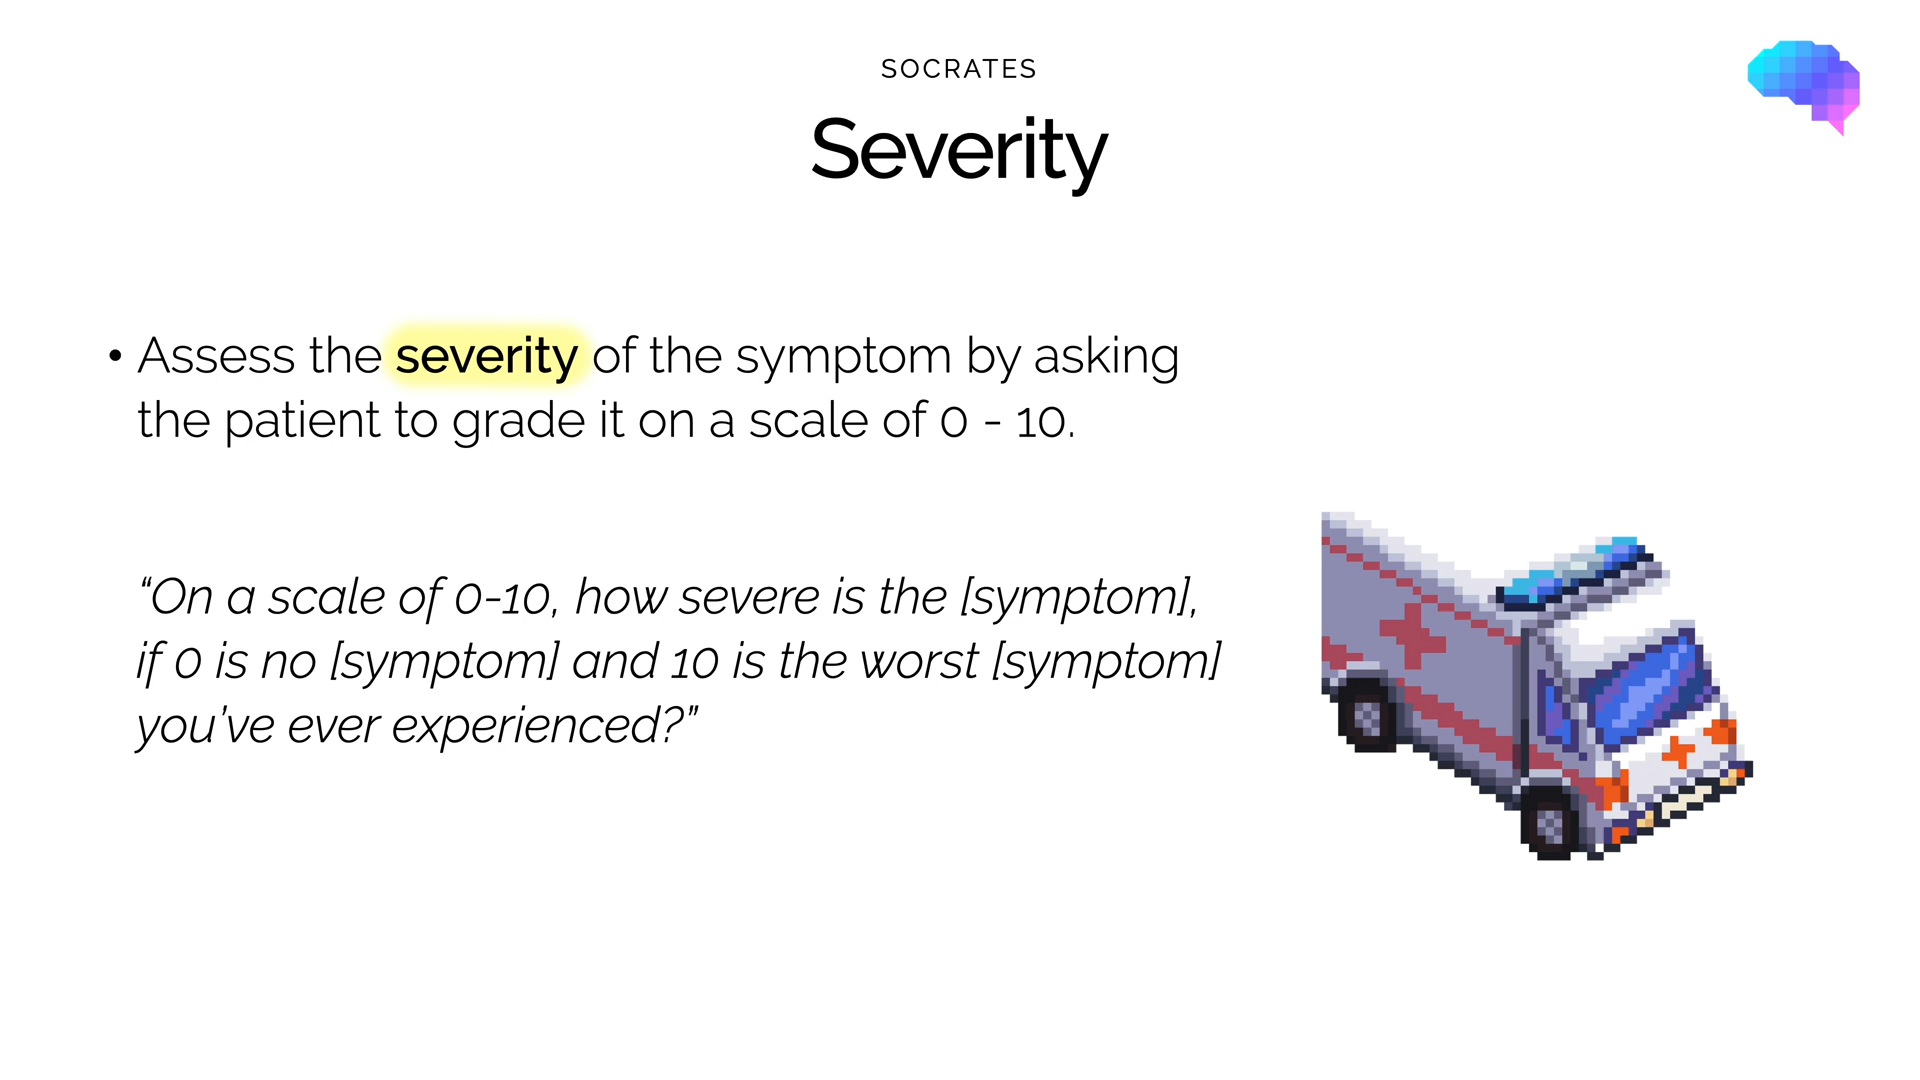 SOCRATES
Severity
• Assess the severity of the symptom by asking
the patient to grade it on a scale of 0 - 10.
“On a scale of 0-10, how severe is the [symptom],
if 0 is no [symptom] and 10 is the worst [symptom]
you’ve ever experienced?”